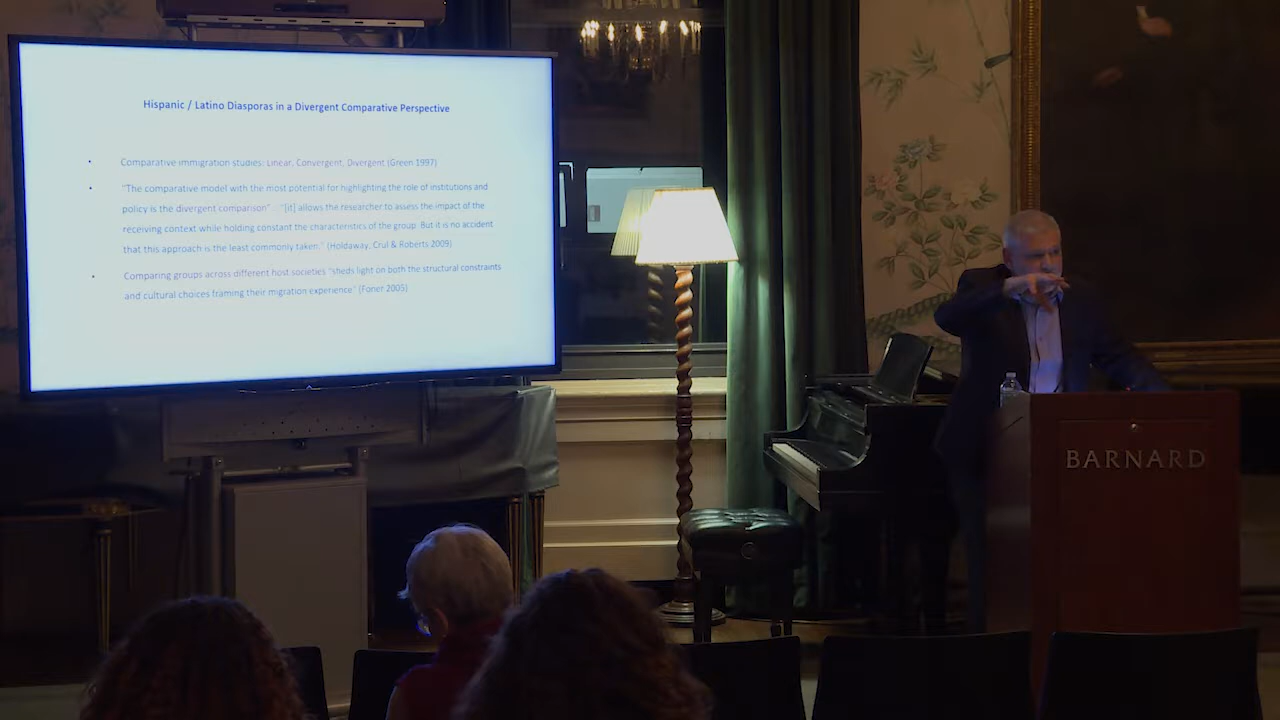 Hispanic / Latino Diasporas in a Divergent Comparative Perspective
• Comparative immigration studies: Linear, Convergent, Divergent (Green 1997)
• "The comparative model with the most potential for highlighting the role of institutions and
policy is the divergent comparison" ... "[it] allows the researcher to assess the impact of the
receiving context while holding constant the characteristics of the group. But it is no accident
that this approach is the least commonly taken." (Holdaway, Crul & Roberts 2009)
• Comparing groups across different host societies "sheds light on both the structural constraints
and cultural choices framing their migration experience" (Foner 2005)
BARNARD